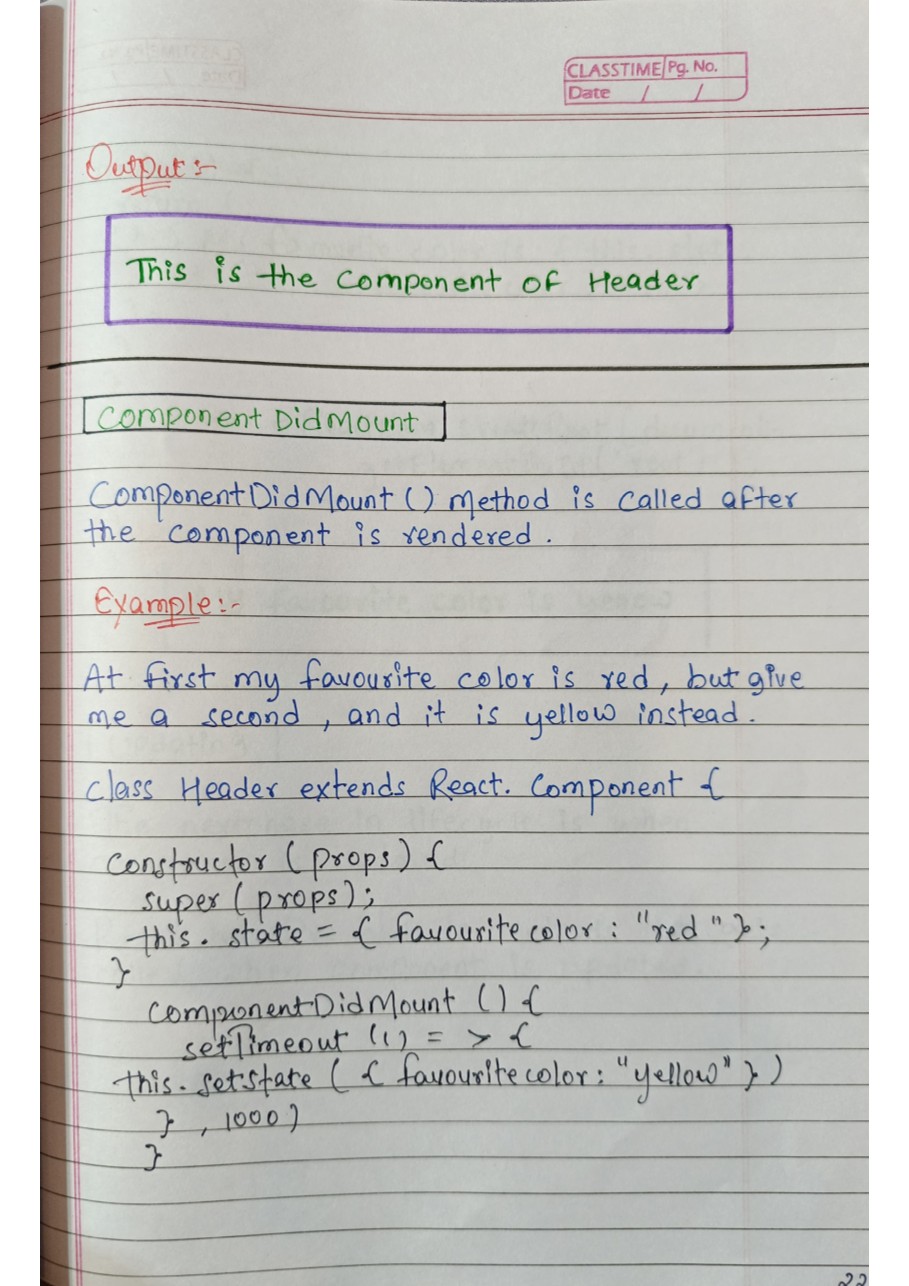 CLASSTIME Pg. No.
Date / /
Output :-
This is the component of Header
Component Did Mount
ComponentDidMount () method is called after
the component is rendered.
Example:-
At first my favourite color is red, but give
me a second, and it is yellow instead.
class Header extends React. Component {
constructor (props) {
super (props);
this. state = { favourite color : "red" };
}
componentDidMount () {
setTimeout (() = > {
this. setstate ( { favourite color : "yellow" } )
} , 1000)
}
22